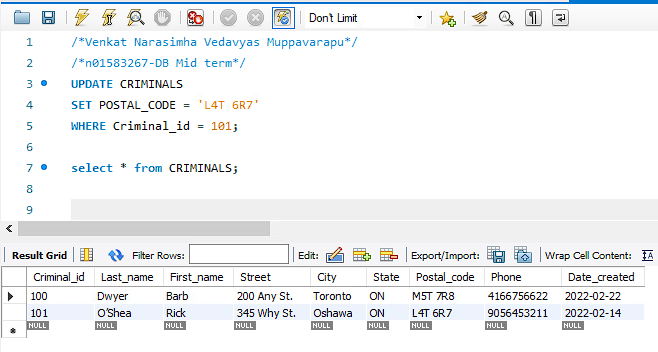 Don't Limit
1 /*Venkat Narasimha Vedavyas Muppavarapu*/
2 /*n01583267-DB Mid term*/
3 UPDATE CRIMINALS
4 SET POSTAL_CODE = 'L4T 6R7'
5 WHERE Criminal_id = 101;
6
7 select * from CRIMINALS;
8
9
Result Grid Filter Rows: Edit: Export/Import: Wrap Cell Content: IA
Criminal_id Last_name First_name Street City State Postal_code Phone Date_created
100 Dwyer Barb 200 Any St. Toronto ON M5T 7R8 4166756622 2022-02-22
101 O'Shea Rick 345 Why St. Oshawa ON L4T 6R7 9056453211 2022-02-14
NULL NULL NULL NULL NULL NULL NULL NULL NULL